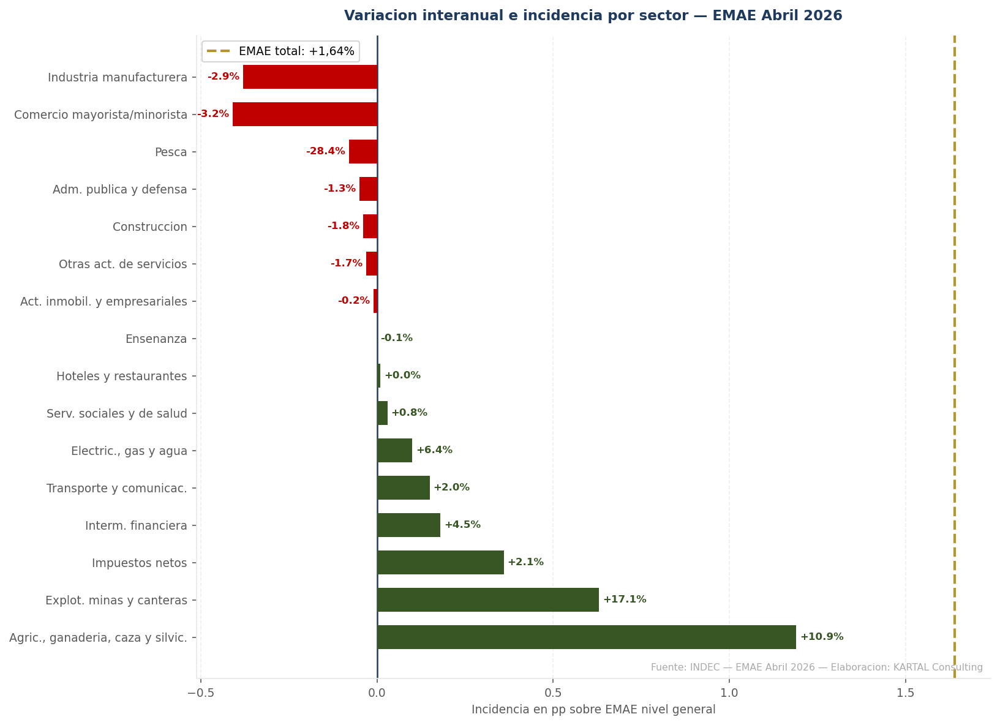 Variacion interanual e incidencia por sector — EMAE Abril 2026
EMAE total: +1,64%
Industria manufacturera -2.9%
Comercio mayorista/minorista -3.2%
Pesca -28.4%
Adm. publica y defensa -1.3%
Construccion -1.8%
Otras act. de servicios -1.7%
Act. inmobil. y empresariales -0.2%
Ensenanza -0.1%
Hoteles y restaurantes +0.0%
Serv. sociales y de salud +0.8%
Electric., gas y agua +6.4%
Transporte y comunicac. +2.0%
Interm. financiera +4.5%
Impuestos netos +2.1%
Explot. minas y canteras +17.1%
Agric., ganaderia, caza y silvic. +10.9%
Fuente: INDEC — EMAE Abril 2026 — Elaboracion: KARTAL Consulting
−0.5 0.0 0.5 1.0 1.5
Incidencia en pp sobre EMAE nivel general